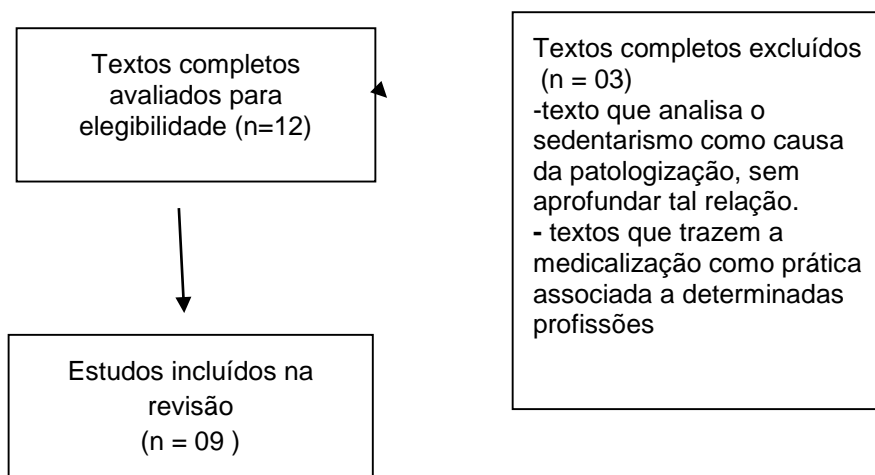 Textos completos
avaliados para
elegibilidade (n=12)
Textos completos excluídos
(n = 03)
-texto que analisa o
sedentarismo como causa
da patologização, sem
aprofundar tal relação.
- textos que trazem a
medicalização como prática
associada a determinadas
profissões
Estudos incluídos na
revisão
(n = 09 )